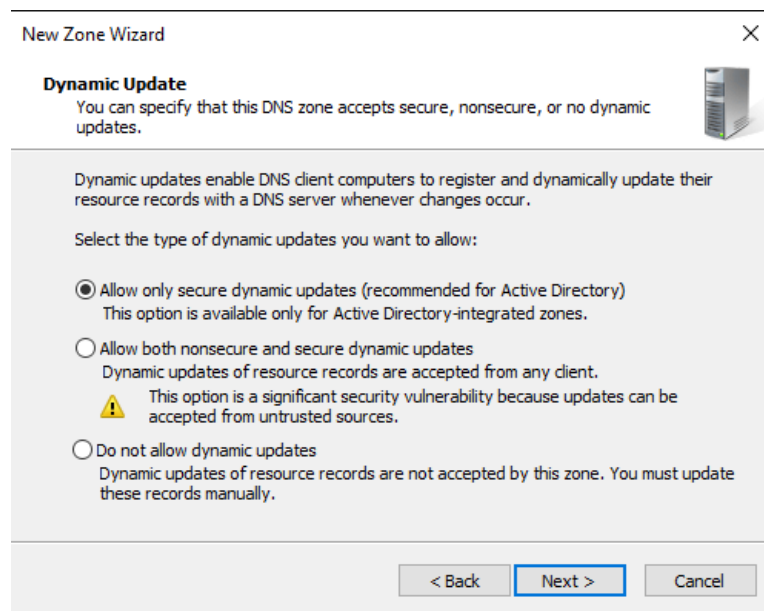 New Zone Wizard
Dynamic Update
You can specify that this DNS zone accepts secure, nonsecure, or no dynamic
updates.
Dynamic updates enable DNS client computers to register and dynamically update their
resource records with a DNS server whenever changes occur.
Select the type of dynamic updates you want to allow:
Allow only secure dynamic updates (recommended for Active Directory)
This option is available only for Active Directory-integrated zones.
Allow both nonsecure and secure dynamic updates
Dynamic updates of resource records are accepted from any client.
This option is a significant security vulnerability because updates can be
accepted from untrusted sources.
Do not allow dynamic updates
Dynamic updates of resource records are not accepted by this zone. You must update
these records manually.
< Back Next > Cancel